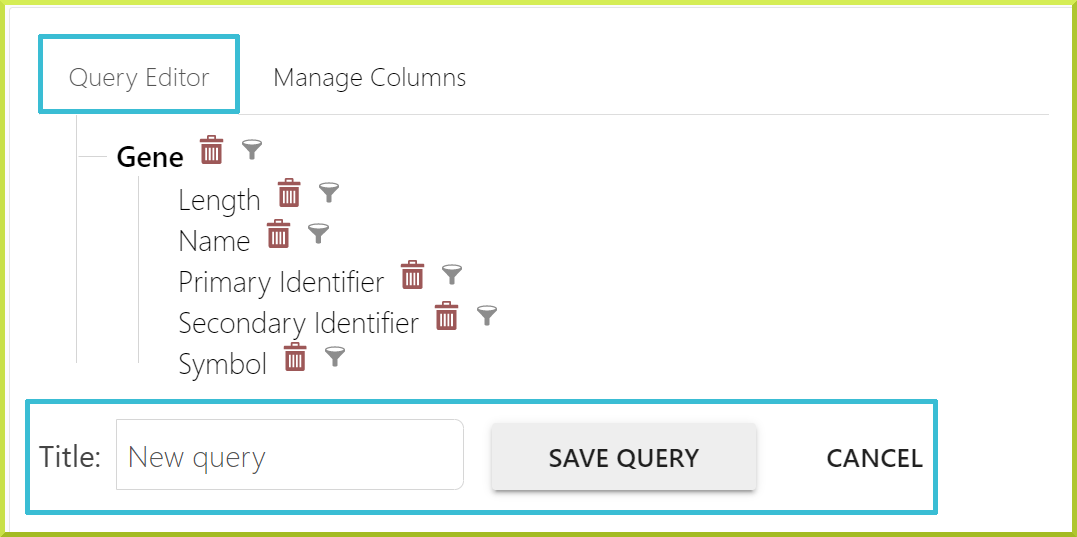 Query Editor Manage Columns
Gene
Length
Name
Primary Identifier
Secondary Identifier
Symbol
Title: New query SAVE QUERY CANCEL